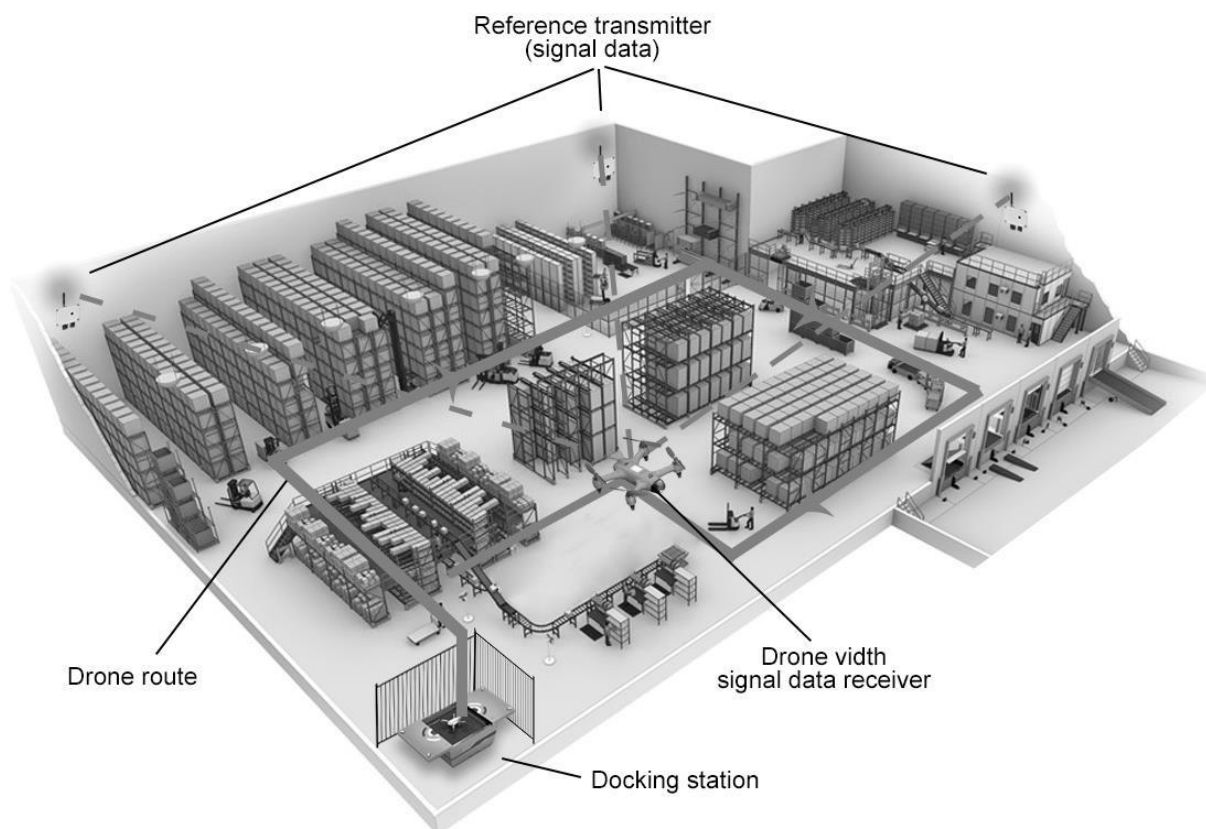 Reference transmitter
(signal data)
Drone route
Drone vidth
signal data receiver
Docking station